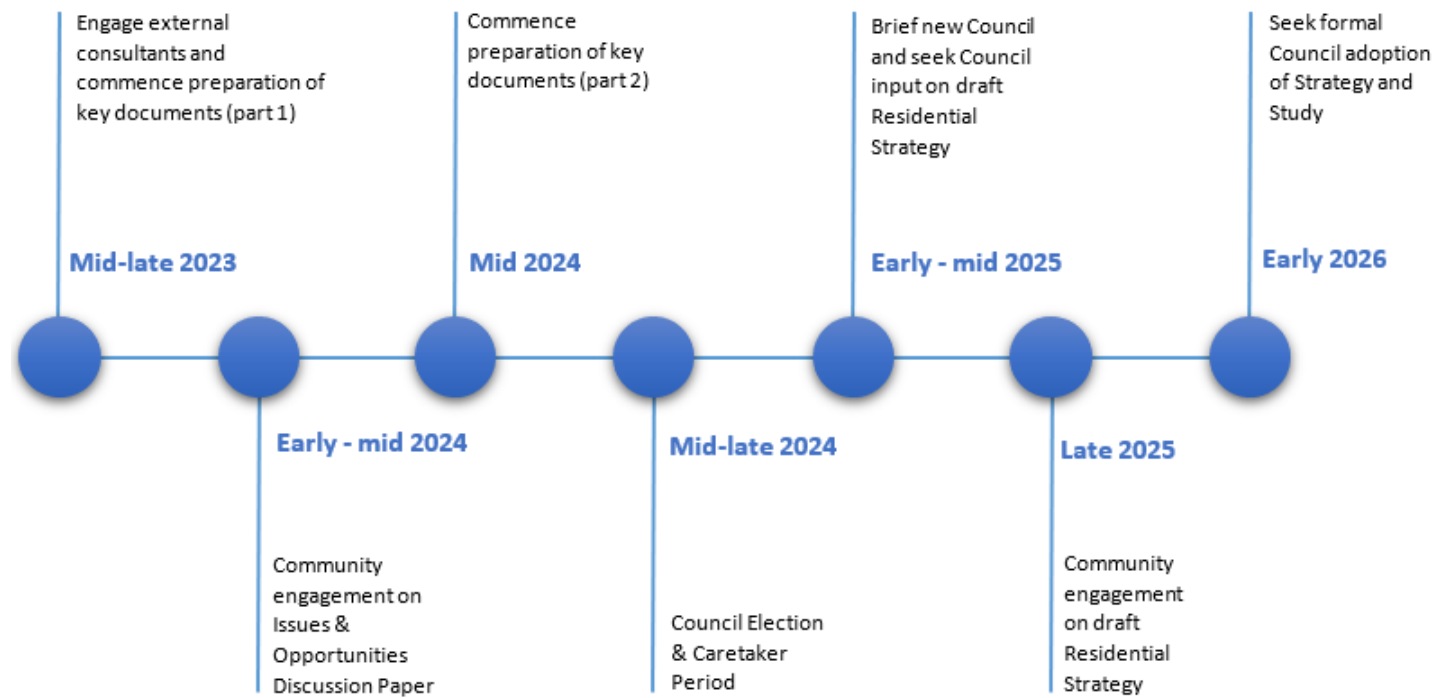 Engage external
consultants and
commence preparation of
key documents (part 1)
Mid-late 2023
Commence
preparation of key
documents (part 2)
Mid 2024
Brief new Council
and seek Council
input on draft
Residential
Strategy
Early - mid 2025
Seek formal
Council adoption
of Strategy and
Study
Early 2026
Early - mid 2024
Community
engagement on
Issues &
Opportunities
Discussion Paper
Mid-late 2024
Council Election
& Caretaker
Period
Late 2025
Community
engagement
on draft
Residential
Strategy